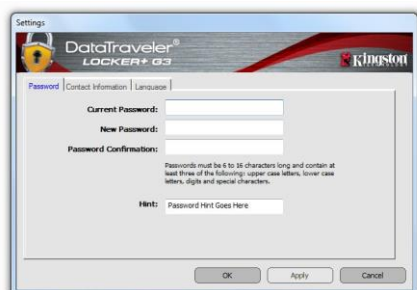 Settings
DataTraveler®
LOCKER+ G3
Kingston
Password Contact Information Language
Current Password:
New Password:
Password Confirmation:
Passwords must be 6 to 16 characters long and contain at
least three of the following: upper case letters, lower case
letters, digits and special characters.
Hint: Password Hint Goes Here
OK Apply Cancel